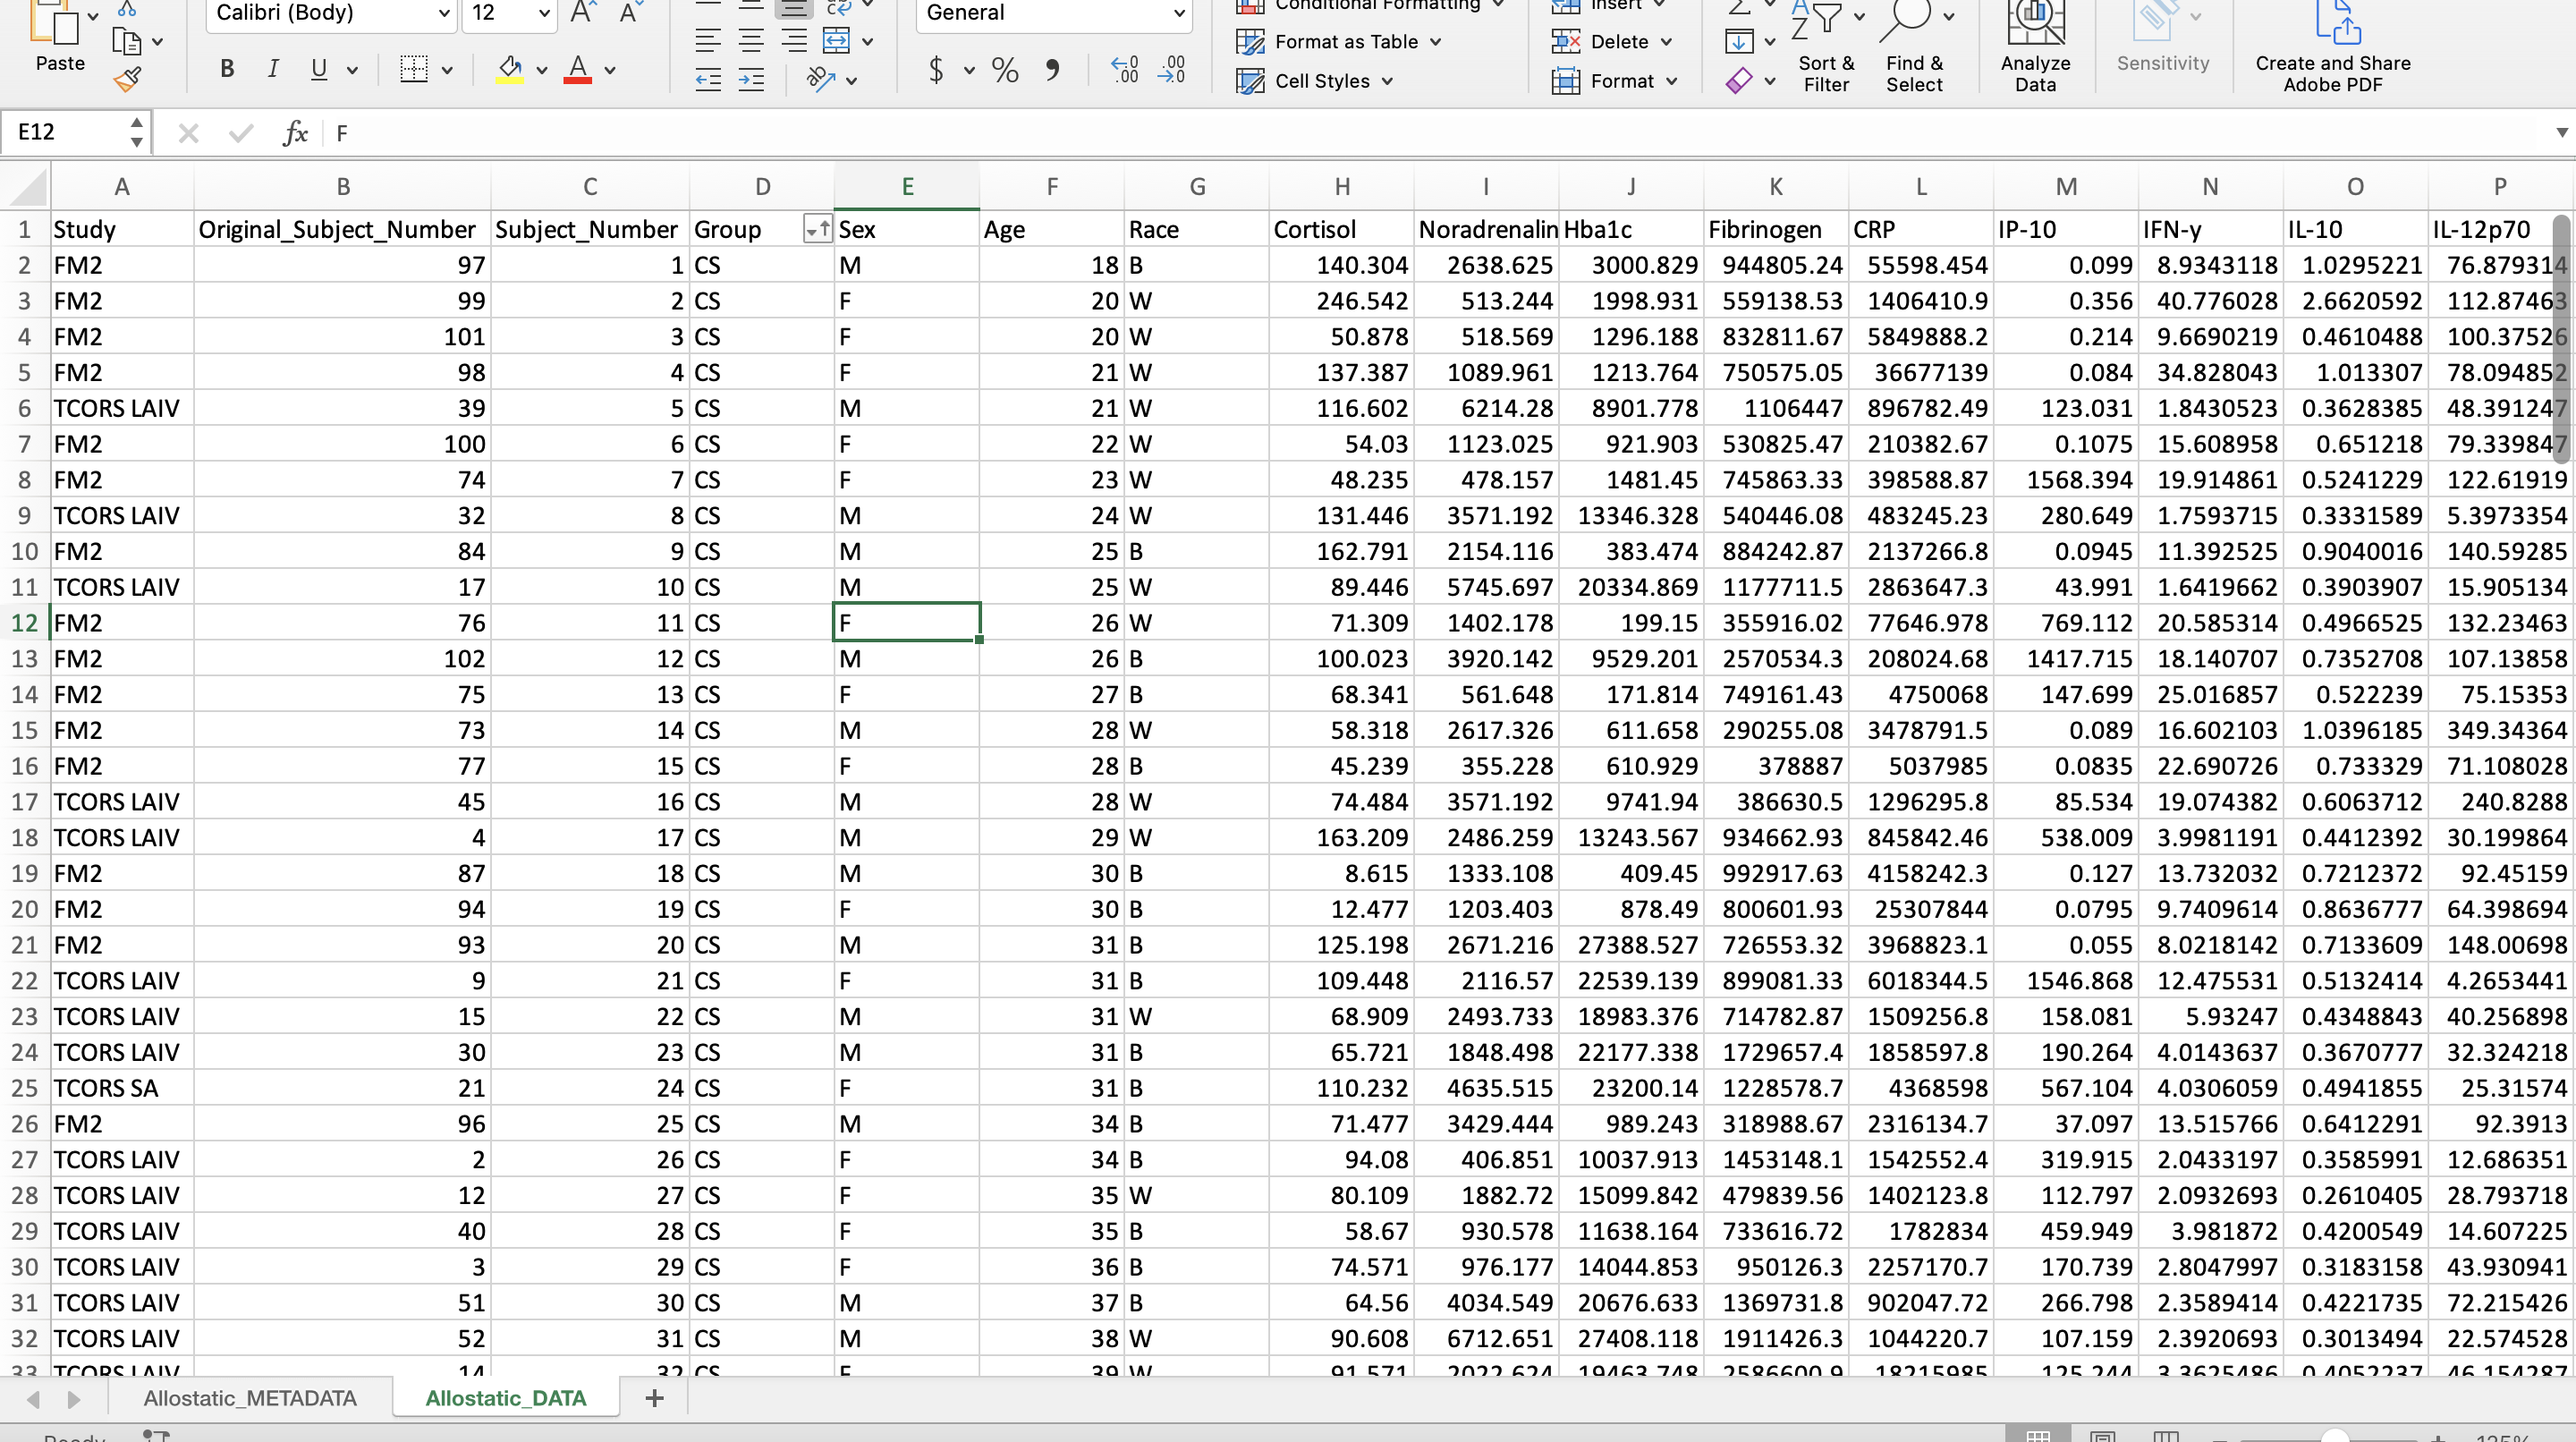 Calibri (Body) 12 A A General Conditional Formatting Insert
Paste B I U A $ % Format as Table Delete Sort & Filter Find & Select Analyze Data Sensitivity Create and Share Adobe PDF
Cell Styles Format
E12 fx F
A B C D E F G H I J K L M N O P
1 Study Original_Subject_Number Subject_Number Group Sex Age Race Cortisol Noradrenalin Hba1c Fibrinogen CRP IP-10 IFN-y IL-10 IL-12p70
2 FM2 97 1 CS M 18 B 140.304 2638.625 3000.829 944805.24 55598.454 0.099 8.9343118 1.0295221 76.879314
3 FM2 99 2 CS F 20 W 246.542 513.244 1998.931 559138.53 1406410.9 0.356 40.776028 2.6620592 112.87463
4 FM2 101 3 CS F 20 W 50.878 518.569 1296.188 832811.67 5849888.2 0.214 9.6690219 0.4610488 100.37526
5 FM2 98 4 CS F 21 W 137.387 1089.961 1213.764 750575.05 36677139 0.084 34.828043 1.013307 78.094852
6 TCORS LAIV 39 5 CS M 21 W 116.602 6214.28 8901.778 1106447 896782.49 123.031 1.8430523 0.3628385 48.391247
7 FM2 100 6 CS F 22 W 54.03 1123.025 921.903 530825.47 210382.67 0.1075 15.608958 0.651218 79.339847
8 FM2 74 7 CS F 23 W 48.235 478.157 1481.45 745863.33 398588.87 1568.394 19.914861 0.5241229 122.61919
9 TCORS LAIV 32 8 CS M 24 W 131.446 3571.192 13346.328 540446.08 483245.23 280.649 1.7593715 0.3331589 5.3973354
10 FM2 84 9 CS M 25 B 162.791 2154.116 383.474 884242.87 2137266.8 0.0945 11.392525 0.9040016 140.59285
11 TCORS LAIV 17 10 CS M 25 W 89.446 5745.697 20334.869 1177711.5 2863647.3 43.991 1.6419662 0.3903907 15.905134
12 FM2 76 11 CS F 26 W 71.309 1402.178 199.15 355916.02 77646.978 769.112 20.585314 0.4966525 132.23463
13 FM2 102 12 CS M 26 B 100.023 3920.142 9529.201 2570534.3 208024.68 1417.715 18.140707 0.7352708 107.13858
14 FM2 75 13 CS F 27 B 68.341 561.648 171.814 749161.43 4750068 147.699 25.016857 0.522239 75.15353
15 FM2 73 14 CS M 28 W 58.318 2617.326 611.658 290255.08 3478791.5 0.089 16.602103 1.0396185 349.34364
16 FM2 77 15 CS F 28 B 45.239 355.228 610.929 378887 5037985 0.0835 22.690726 0.733329 71.108028
17 TCORS LAIV 45 16 CS M 28 W 74.484 3571.192 9741.94 386630.5 1296295.8 85.534 19.074382 0.6063712 240.8288
18 TCORS LAIV 4 17 CS M 29 W 163.209 2486.259 13243.567 934662.93 845842.46 538.009 3.9981191 0.4412392 30.199864
19 FM2 87 18 CS M 30 B 8.615 1333.108 409.45 992917.63 4158242.3 0.127 13.732032 0.7212372 92.45159
20 FM2 94 19 CS F 30 B 12.477 1203.403 878.49 800601.93 25307844 0.0795 9.7409614 0.8636777 64.398694
21 FM2 93 20 CS M 31 B 125.198 2671.216 27388.527 726553.32 3968823.1 0.055 8.0218142 0.7133609 148.00698
22 TCORS LAIV 9 21 CS F 31 B 109.448 2116.57 22539.139 899081.33 6018344.5 1546.868 12.475531 0.5132414 4.2653441
23 TCORS LAIV 15 22 CS M 31 W 68.909 2493.733 18983.376 714782.87 1509256.8 158.081 5.93247 0.4348843 40.256898
24 TCORS LAIV 30 23 CS M 31 B 65.721 1848.498 22177.338 1729657.4 1858597.8 190.264 4.0143637 0.3670777 32.324218
25 TCORS SA 21 24 CS F 31 B 110.232 4635.515 23200.14 1228578.7 4368598 567.104 4.0306059 0.4941855 25.31574
26 FM2 96 25 CS M 34 B 71.477 3429.444 989.243 318988.67 2316134.7 37.097 13.515766 0.6412291 92.3913
27 TCORS LAIV 2 26 CS F 34 B 94.08 406.851 10037.913 1453148.1 1542552.4 319.915 2.0433197 0.3585991 12.686351
28 TCORS LAIV 12 27 CS F 35 W 80.109 1882.72 15099.842 479839.56 1402123.8 112.797 2.0932693 0.2610405 28.793718
29 TCORS LAIV 40 28 CS F 35 B 58.67 930.578 11638.164 733616.72 1782834 459.949 3.981872 0.4200549 14.607225
30 TCORS LAIV 3 29 CS F 36 B 74.571 976.177 14044.853 950126.3 2257170.7 170.739 2.8047997 0.3183158 43.930941
31 TCORS LAIV 51 30 CS M 37 B 64.56 4034.549 20676.633 1369731.8 902047.72 266.798 2.3589414 0.4221735 72.215426
32 TCORS LAIV 52 31 CS M 38 W 90.608 6712.651 27408.118 1911426.3 1044220.7 107.159 2.3920693 0.3013494 22.574528
33 TCORS LAIV 14 32 CS F 39 W 91.571 2022.624 19463.748 2586600.9 18215985 125.244 3.3625486 0.4052237 46.154287
Allostatic_METADATA Allostatic_DATA +
Ready